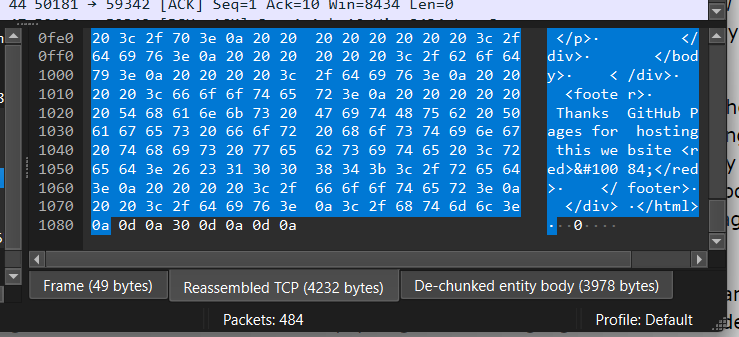 44 50181 → 59342 [ACK] Seq=1 Ack=10 Win=8434 Len=0
0fe0 20 3c 2f 70 3e 0a 20 20 20 20 20 20 20 20 3c 2f </p>· </
0ff0 64 69 76 3e 0a 20 20 20 20 20 3c 2f 62 6f 64 div>· </bod
1000 79 3e 0a 20 20 20 20 3c 2f 64 69 76 3e 0a 20 20 y>· </div>·
1010 20 20 3c 66 6f 6f 74 65 72 3e 0a 20 20 20 20 20 <foote r>·
1020 20 54 68 61 6e 6b 73 20 47 69 74 48 75 62 20 50 Thanks GitHub P
1030 61 67 65 73 20 66 6f 72 20 68 6f 73 74 69 6e 67 ages for hosting
1040 20 74 68 69 73 20 77 65 62 73 69 74 65 20 3c 72 this we bsite <r
1050 65 64 3e 26 23 31 30 30 38 34 3b 3c 2f 72 65 64 ed>&#100 84;</red
1060 3e 0a 20 20 20 20 3c 2f 66 6f 6f 74 65 72 3e 0a >· </ footer>·
1070 20 20 3c 2f 64 69 76 3e 0a 3c 2f 68 74 6d 6c 3e </div> ·</html>
1080 0a 0d 0a 30 0d 0a 0d 0a ···0····
Frame (49 bytes) Reassembled TCP (4232 bytes) De-chunked entity body (3978 bytes)
Packets: 484 Profile: Default